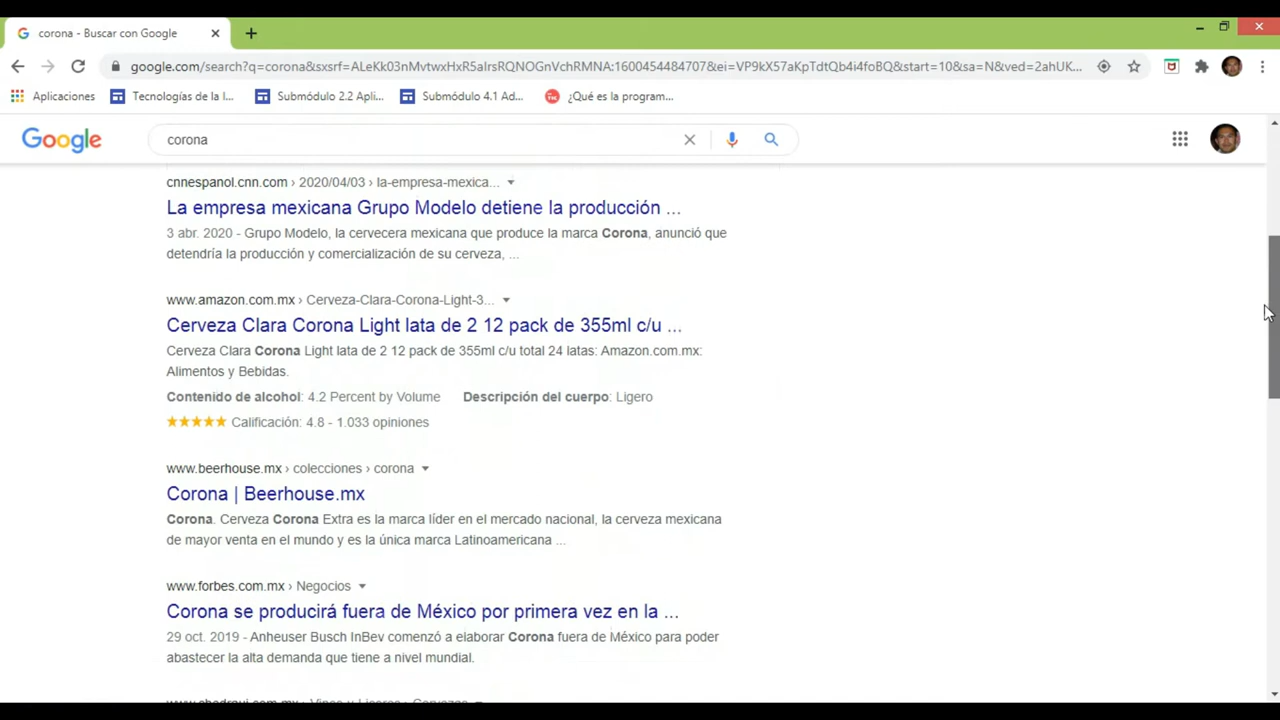 corona - Buscar con Google
google.com/search?q=corona&sxsrf=ALeKk03nMvtwxHxR5aIrsRQNOGnVchRMNA:1600454484707&ei=VP9kX57aKpTdtQb4i4foBQ&start=10&sa=N&ved=2ahUK...
Aplicaciones Tecnologías de la I... Submódulo 2.2 Apli... Submódulo 4.1 Ad... ¿Qué es la program...
Google corona
cnnespanol.cnn.com › 2020/04/03 › la-empresa-mexica...
La empresa mexicana Grupo Modelo detiene la producción ...
3 abr. 2020 - Grupo Modelo, la cervecera mexicana que produce la marca Corona, anunció que
detendría la producción y comercialización de su cerveza, ...
www.amazon.com.mx › Cerveza-Clara-Corona-Light-3...
Cerveza Clara Corona Light lata de 2 12 pack de 355ml c/u ...
Cerveza Clara Corona Light lata de 2 12 pack de 355ml c/u total 24 latas: Amazon.com.mx:
Alimentos y Bebidas.
Contenido de alcohol: 4.2 Percent by Volume Descripción del cuerpo: Ligero
Calificación: 4.8 - 1.033 opiniones
www.beerhouse.mx › colecciones › corona
Corona | Beerhouse.mx
Corona. Cerveza Corona Extra es la marca líder en el mercado nacional, la cerveza mexicana
de mayor venta en el mundo y es la única marca Latinoamericana ...
www.forbes.com.mx › Negocios
Corona se producirá fuera de México por primera vez en la ...
29 oct. 2019 - Anheuser Busch InBev comenzó a elaborar Corona fuera de México para poder
abastecer la alta demanda que tiene a nivel mundial.